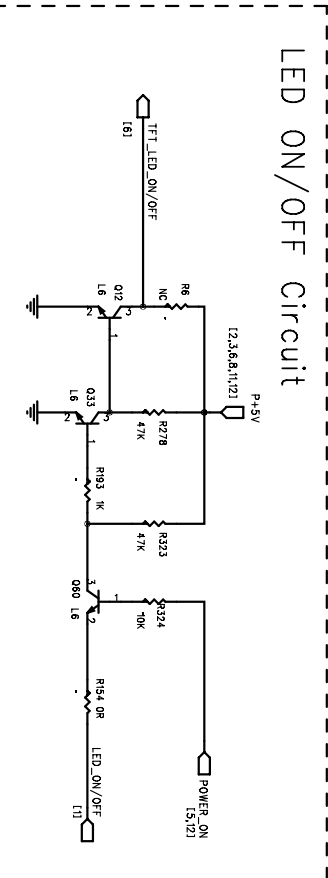 LED ON/OFF Circuit
P+5V
[2,3,6,8,11,12]
POWER_ON
[5,12]
R6
NC
R278
47K
R323
47K
R324
10K
TFT_LED_ON/OFF
[6]
Q12
L6
3
2
1
Q33
L6
3
2
1
R193
1K
Q60
L6
3
2
1
R154 0R
LED_ON/OFF
[1]